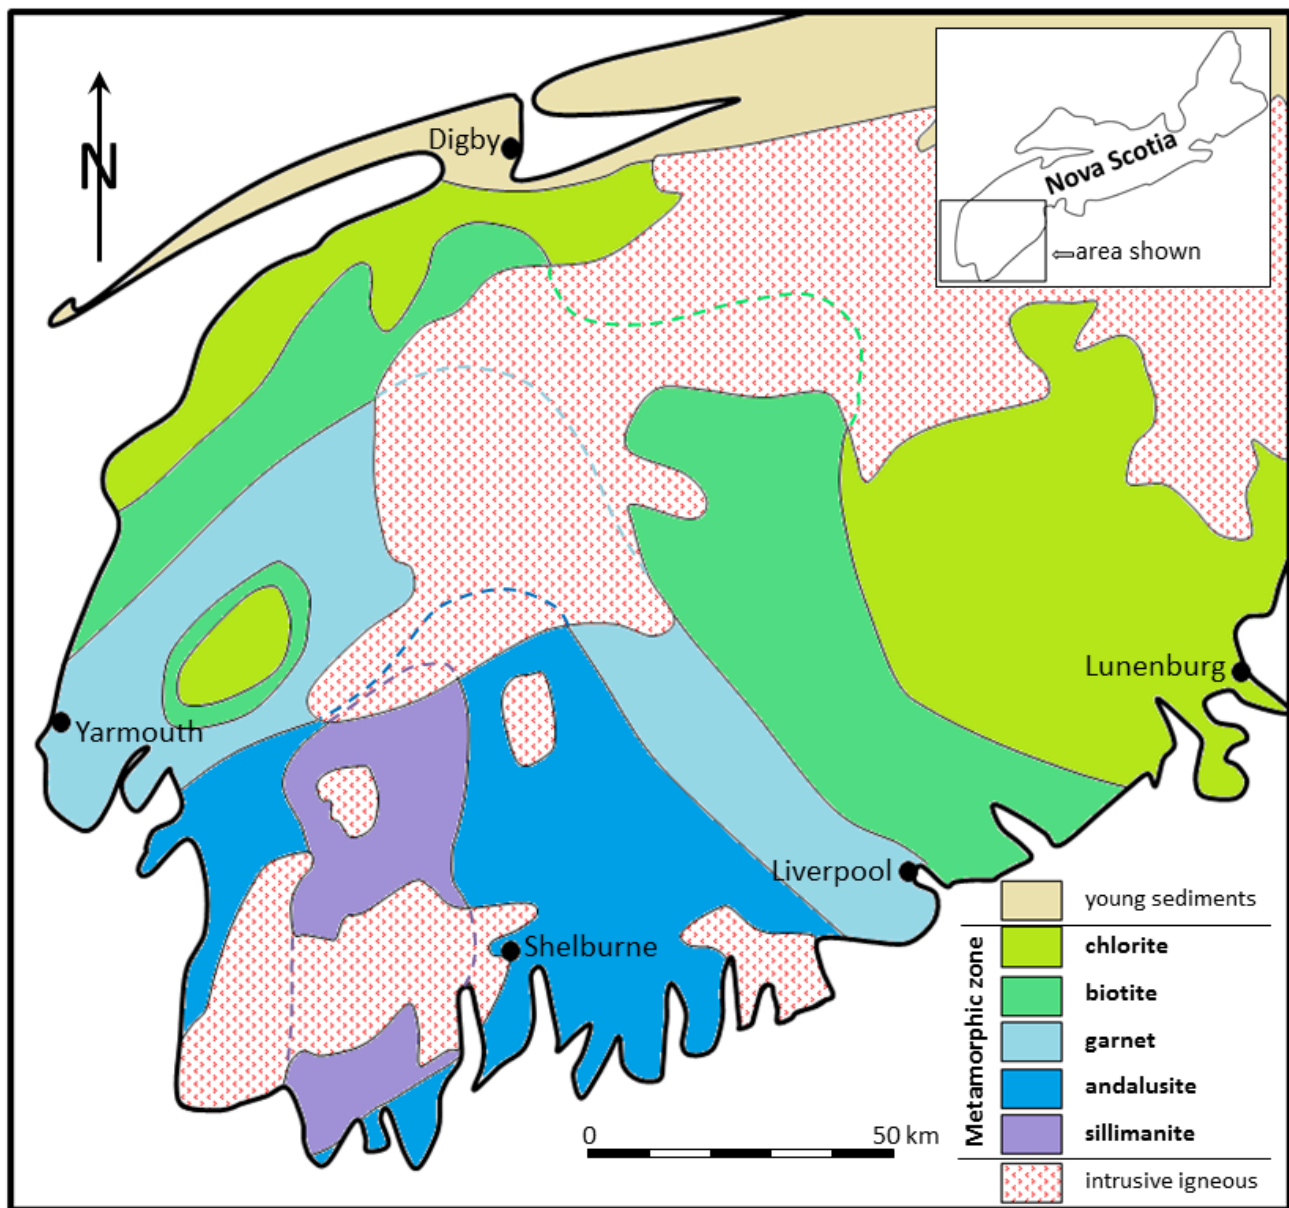 N
Digby
Nova Scotia
area shown
Lunenburg
Yarmouth
Liverpool
Shelburne
0 50 km
Metamorphic zone
young sediments
chlorite
biotite
garnet
andalusite
sillimanite
intrusive igneous